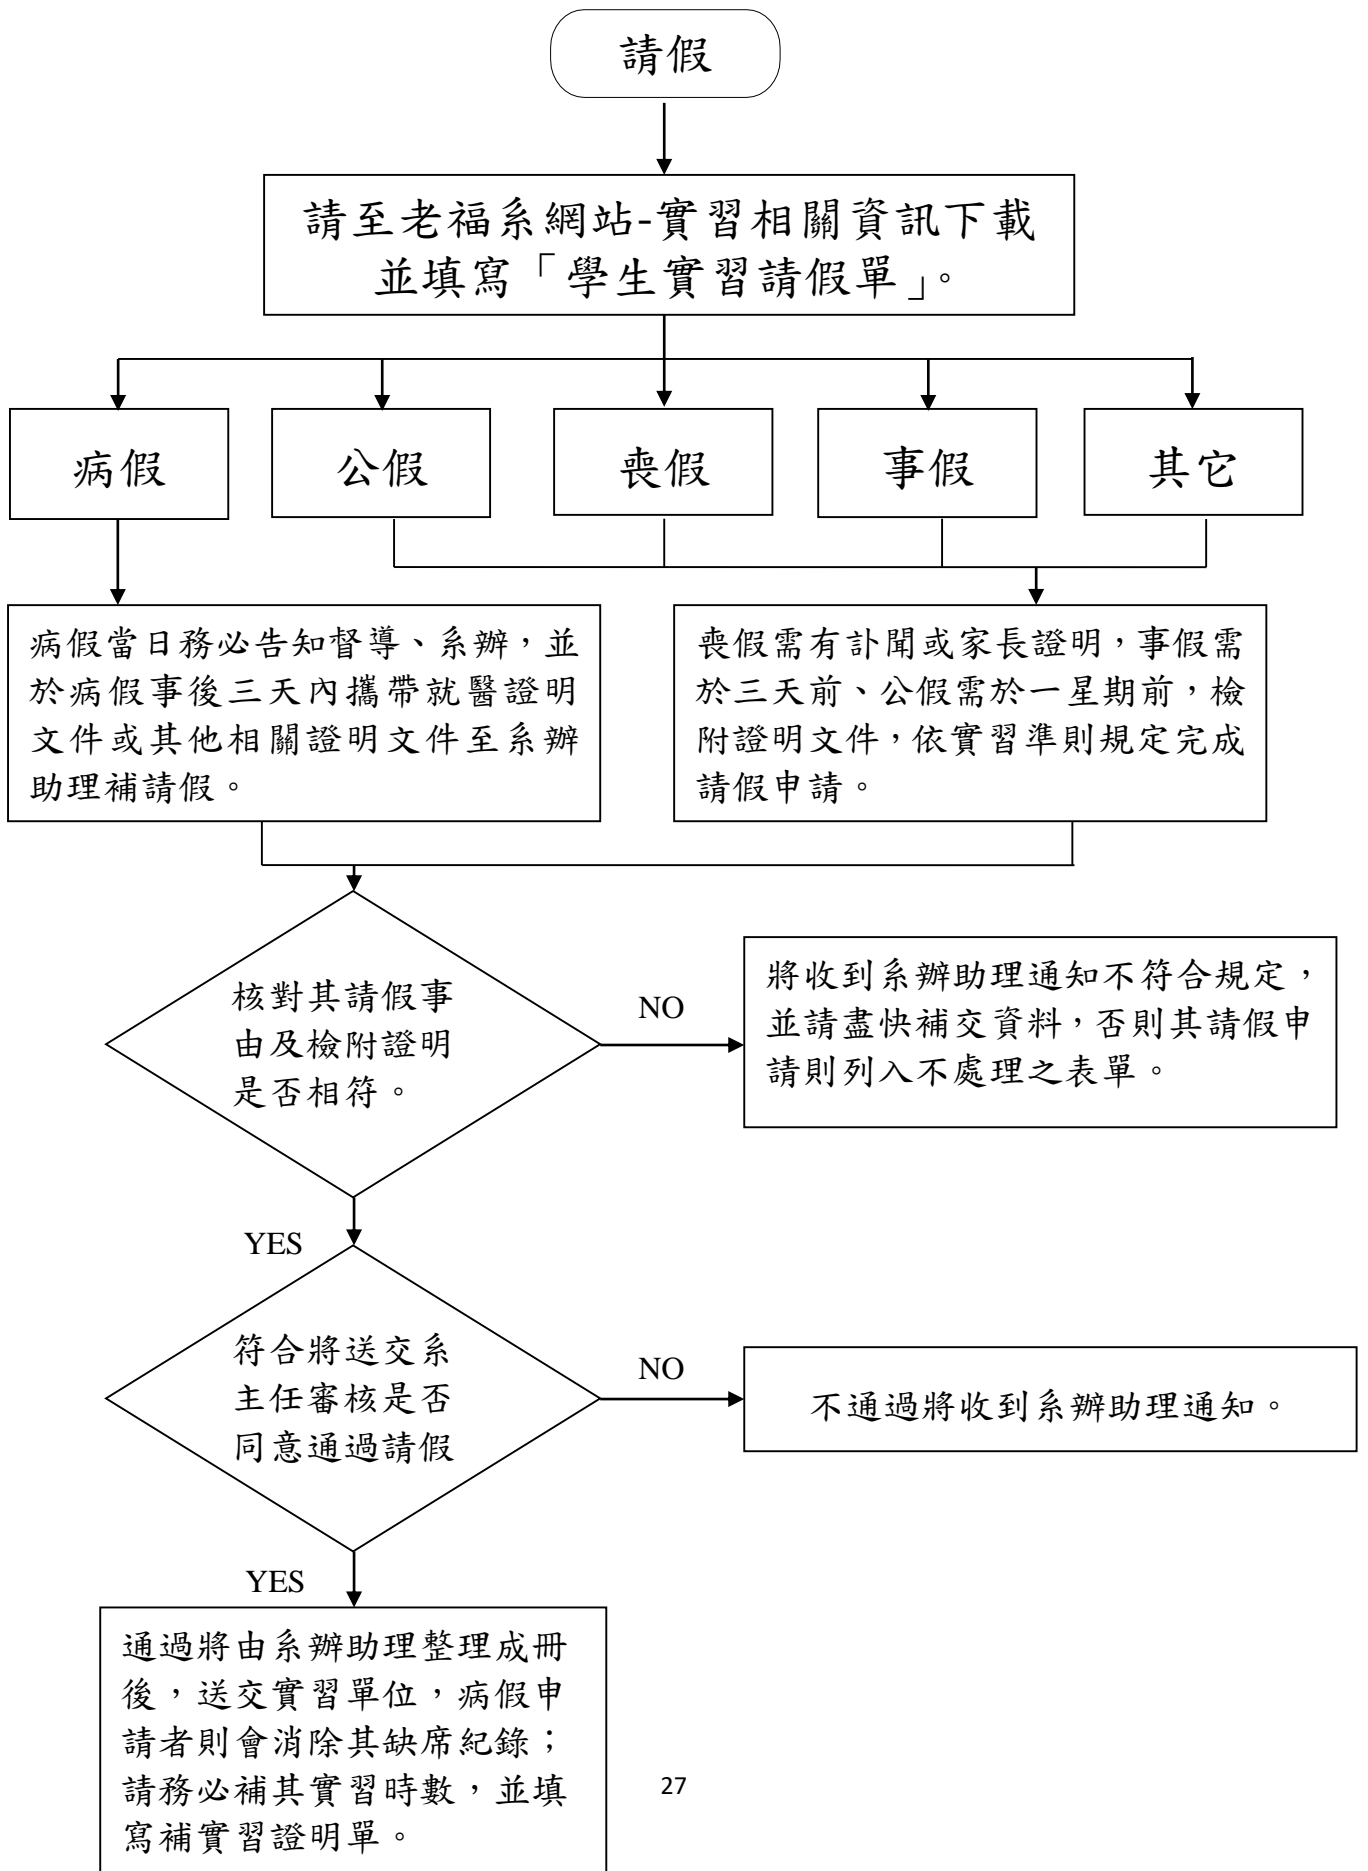 請假
請至老福系網站-實習相關資訊下載
並填寫「學生實習請假單」。
病假
公假
喪假
事假
其它
病假當日務必告知督導、系辦，並
於病假事後三天內攜帶就醫證明
文件或其他相關證明文件至系辦
助理補請假。
喪假需有訃聞或家長證明，事假需
於三天前、公假需於一星期前，檢
附證明文件，依實習準則規定完成
請假申請。
核對其請假事
由及檢附證明
是否相符。
NO
將收到系辦助理通知不符合規定，
並請盡快補交資料，否則其請假申
請則列入不處理之表單。
YES
符合將送交系
主任審核是否
同意通過請假
NO
不通過將收到系辦助理通知。
YES
通過將由系辦助理整理成冊
後，送交實習單位，病假申
請者則會消除其缺席紀錄；
請務必補其實習時數，並填
寫補實習證明單。
27